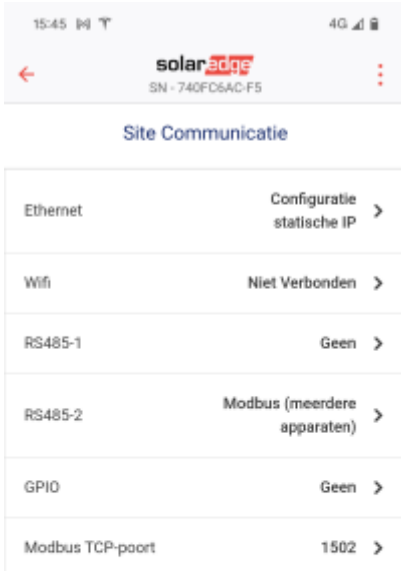 15:45
4G
solaredge
SN - 740FC6AC-F5
Site Communicatie
Ethernet
Configuratie
statische IP
Wifi
Niet Verbonden
RS485-1
Geen
RS485-2
Modbus (meerdere
apparaten)
GPIO
Geen
Modbus TCP-poort
1502